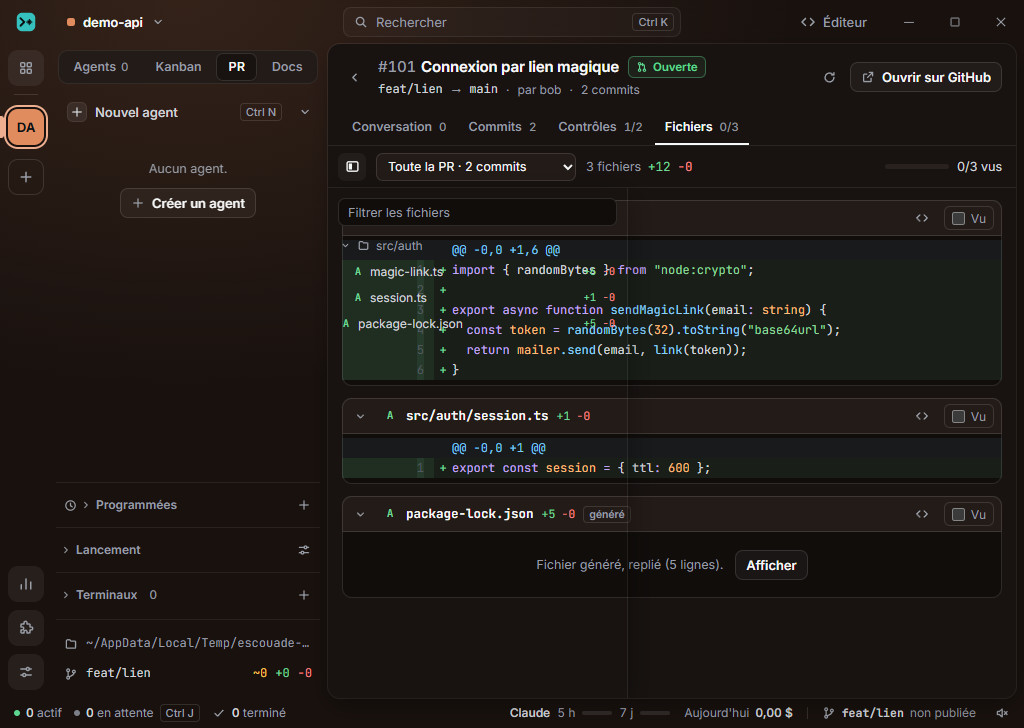 demo-api
Rechercher
Ctrl K
Éditeur
Agents 0
Kanban
PR
Docs
DA
Nouvel agent
Ctrl N
Aucun agent.
Créer un agent
Programmées
Lancement
Terminaux 0
~/AppData/Local/Temp/escouade-…
feat/lien
~0 +0 -0
#101 Connexion par lien magique
Ouverte
feat/lien → main · par bob · 2 commits
Ouvrir sur GitHub
Conversation 0
Commits 2
Contrôles 1/2
Fichiers 0/3
Toute la PR · 2 commits
3 fichiers +12 -0
0/3 vus
Filtrer les fichiers
Vu
src/auth
A magic-link.ts
A session.ts +1 -0
A package-lock.json +5 -0
@@ -0,0 +1,6 @@
+ import { randomBytes } from "node:crypto";
+
+ export async function sendMagicLink(email: string) {
+ const token = randomBytes(32).toString("base64url");
5 + return mailer.send(email, link(token));
6 + }
A src/auth/session.ts +1 -0
Vu
@@ -0,0 +1 @@
1 + export const session = { ttl: 600 };
A package-lock.json +5 -0 généré
Vu
Fichier généré, replié (5 lignes).
Afficher
0 actif
0 en attente
Ctrl J
0 terminé
Claude 5 h
7 j
Aujourd'hui 0,00 $
feat/lien non publiée